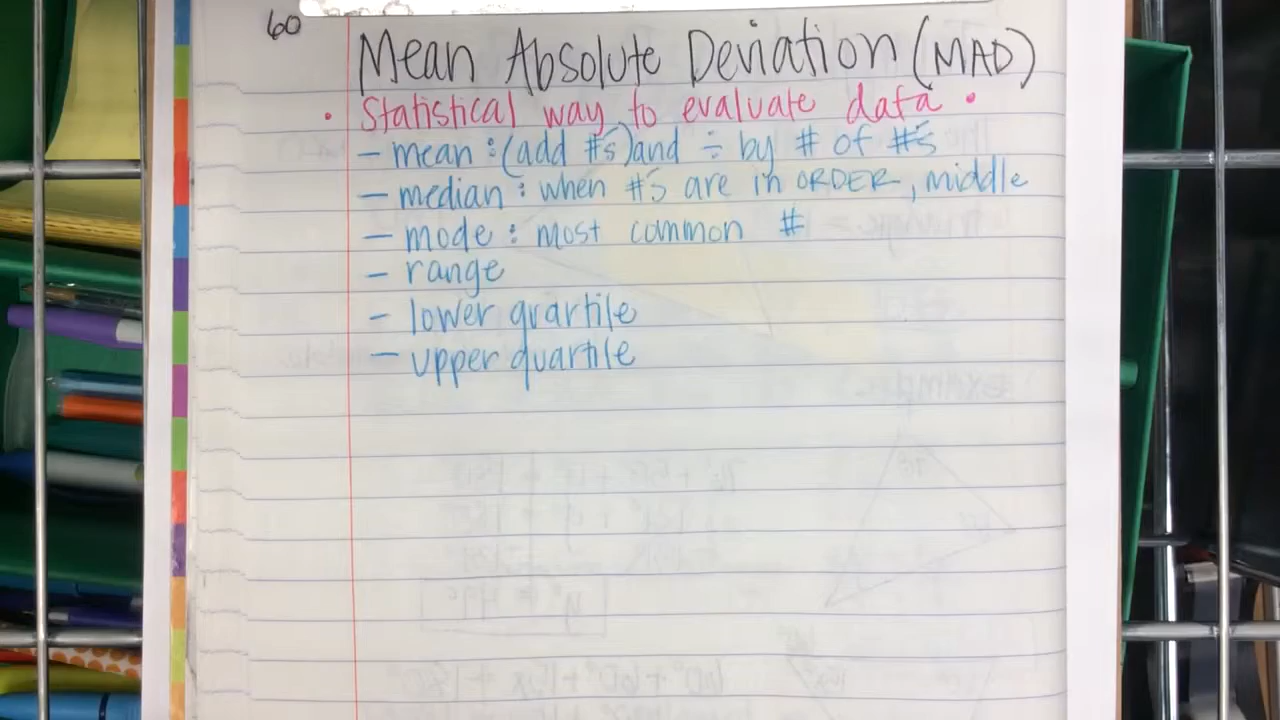 60
Mean Absolute Deviation (MAD)
• Statistical way to evaluate data •
- mean : (add #'s) and ÷ by # of #'s
- median : when #'s are in ORDER, middle
- mode : most common #
- range
- lower quartile
- upper quartile